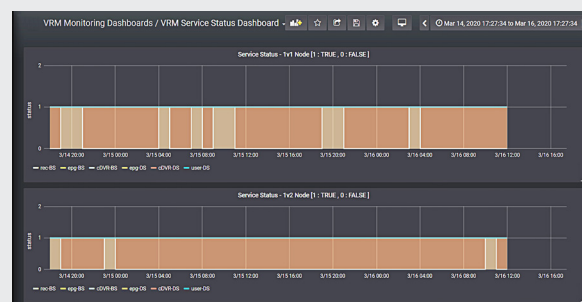 VRM Monitoring Dashboards / VRM Service Status Dashboard
Mar 14, 2020 17:27:34 to Mar 16, 2020 17:27:34
Service Status - 1v1 Node [1 : TRUE , 0 : FALSE ]
2
1
0
status
3/14 20:00 3/15 00:00 3/15 04:00 3/15 08:00 3/15 12:00 3/15 16:00 3/15 20:00 3/16 00:00 3/16 04:00 3/16 08:00 3/16 12:00 3/16 16:00
rec-BS epg-BS cDVR-BS epg-DS cDVR-DS user-DS
Service Status - 1v2 Node [1 : TRUE , 0 : FALSE ]
2
1
0
status
3/14 20:00 3/15 00:00 3/15 04:00 3/15 08:00 3/15 12:00 3/15 16:00 3/15 20:00 3/16 00:00 3/16 04:00 3/16 08:00 3/16 12:00 3/16 16:00
rec-BS epg-BS cDVR-BS epg-DS cDVR-DS user-DS